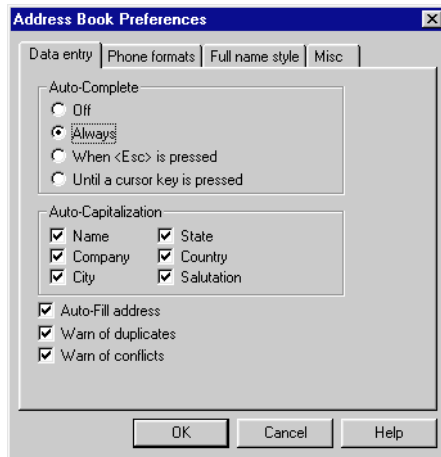 Address Book Preferences
Data entry Phone formats Full name style Misc
Auto-Complete
Off
Always
When <Esc> is pressed
Until a cursor key is pressed
Auto-Capitalization
Name State
Company Country
City Salutation
Auto-Fill address
Warn of duplicates
Warn of conflicts
OK Cancel Help